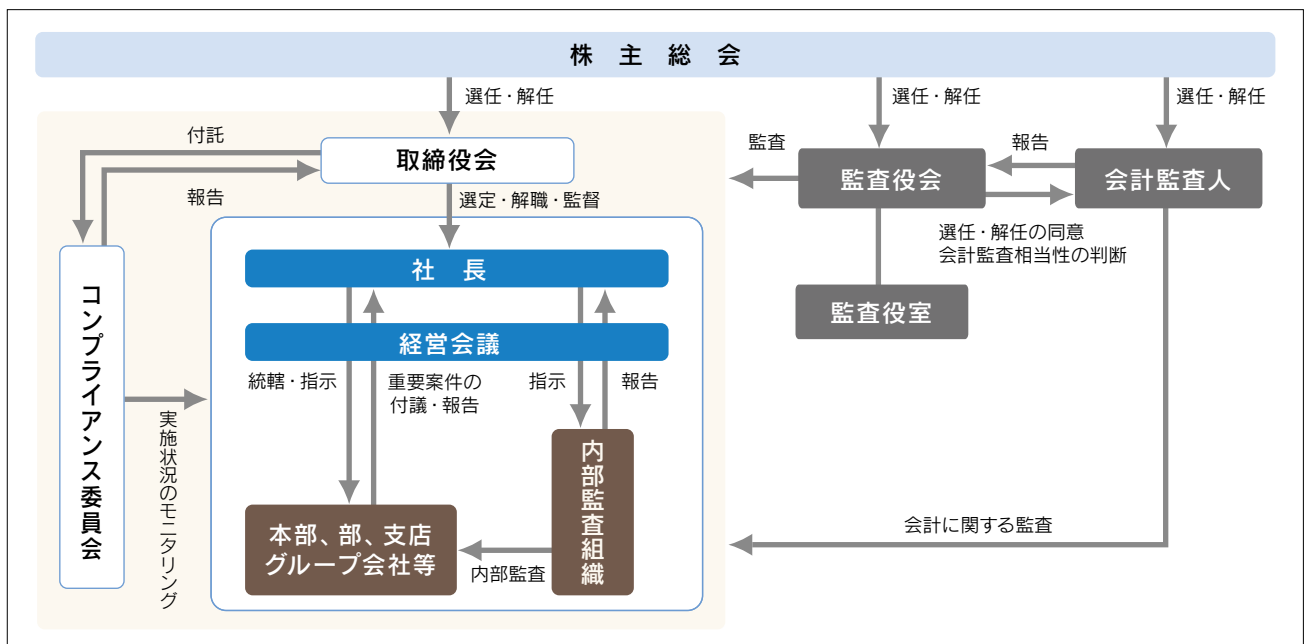 株主総会
選任・解任
選任・解任
選任・解任
付託
取締役会
監査
監査役会
報告
会計監査人
報告
選定・解職・監督
選任・解任の同意
会計監査相当性の判断
社長
監査役室
コンプライアンス委員会
経営会議
統轄・指示
重要案件の
付議・報告
指示
報告
実施状況のモニタリング
内部監査組織
本部、部、支店
グループ会社等
内部監査
会計に関する監査